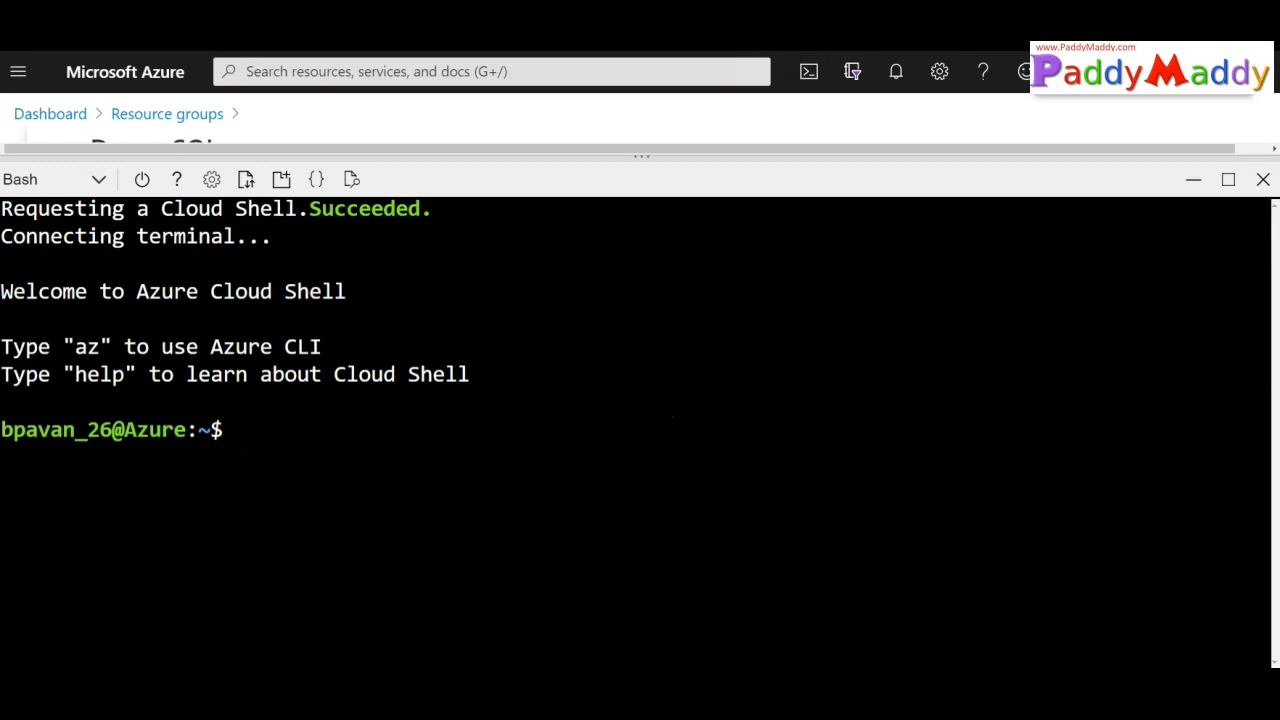 www.PaddyMaddy.com
PaddyMaddy
Microsoft Azure
Search resources, services, and docs (G+/)
Dashboard > Resource groups >
Bash
Requesting a Cloud Shell.Succeeded.
Connecting terminal...
Welcome to Azure Cloud Shell
Type "az" to use Azure CLI
Type "help" to learn about Cloud Shell
bpavan_26@Azure:~$